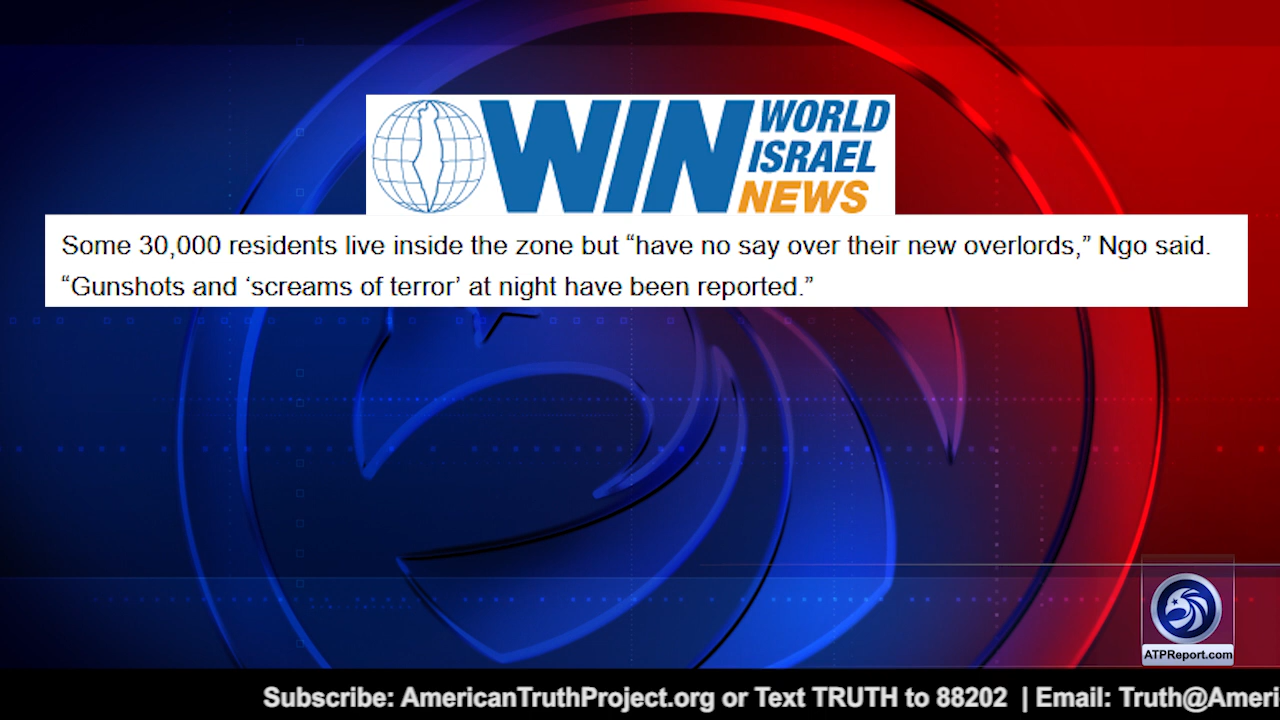 WIN WORLD
ISRAEL
NEWS
Some 30,000 residents live inside the zone but “have no say over their new overlords,” Ngo said.
“Gunshots and ‘screams of terror’ at night have been reported.”
ATPReport.com
Subscribe: AmericanTruthProject.org or Text TRUTH to 88202 | Email: Truth@Ameri